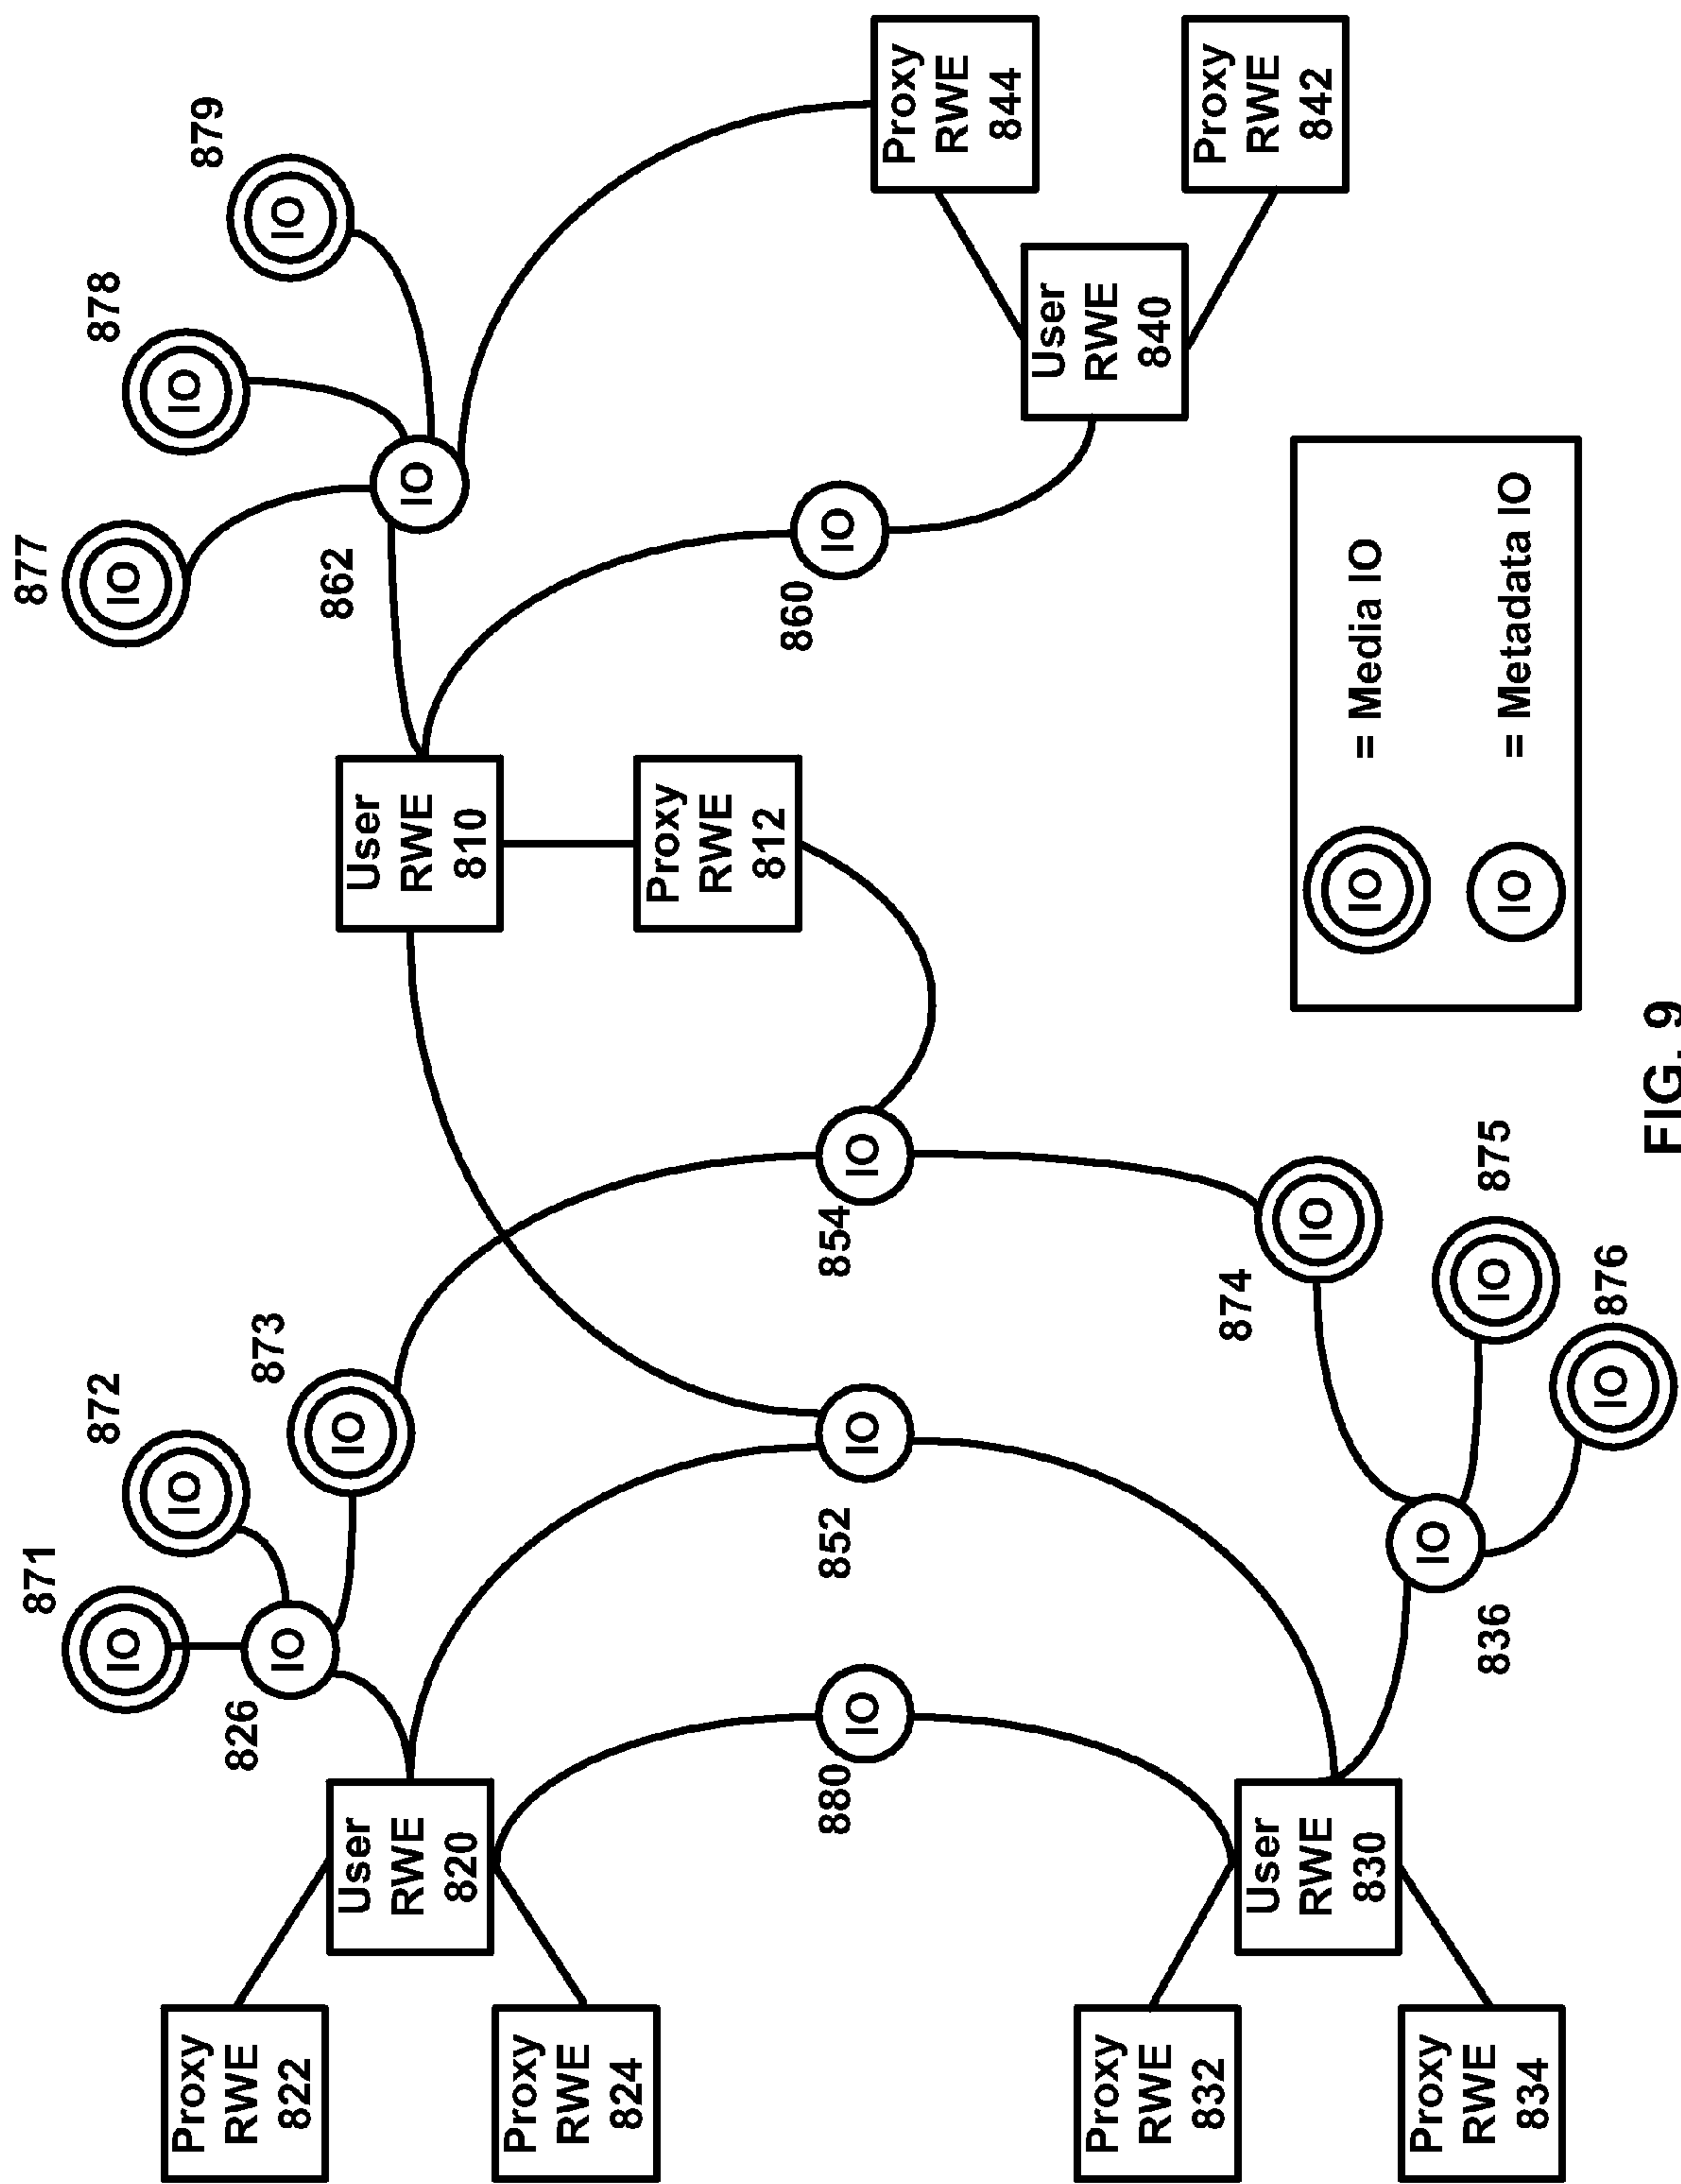 871
877
872
878
IO
IO
Proxy
RWE
822
IO
IO
879
826
873
IO
IO
862
User
RWE
820
IO
User
RWE
810
IO
Proxy
RWE
824
Proxy
RWE
812
880
852
854
860
IO
IO
IO
IO
Proxy
RWE
844
User
RWE
840
Proxy
RWE
832
User
RWE
830
874
IO
Proxy
RWE
842
IO
= Media IO
Proxy
RWE
834
IO
836
875
IO
876
IO
IO
= Metadata IO
FIG. 9